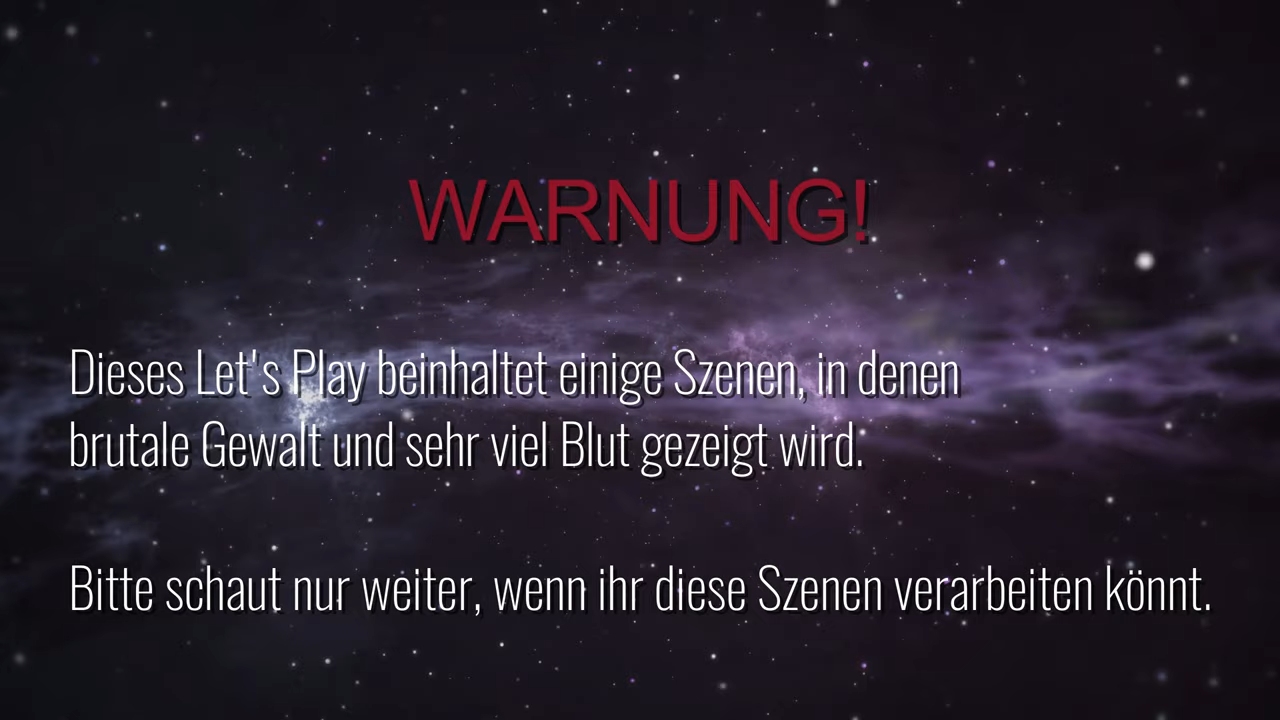 WARNUNG!
Dieses Let's Play beinhaltet einige Szenen, in denen
brutale Gewalt und sehr viel Blut gezeigt wird.
Bitte schaut nur weiter, wenn ihr diese Szenen verarbeiten könnt.